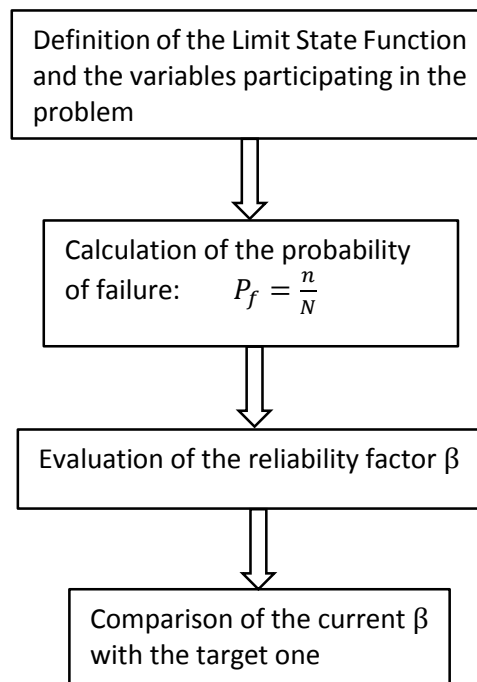 Definition of the Limit State Function
and the variables participating in the
problem
Calculation of the probability
of failure: P_f = n/N
Evaluation of the reliability factor β
Comparison of the current β
with the target one